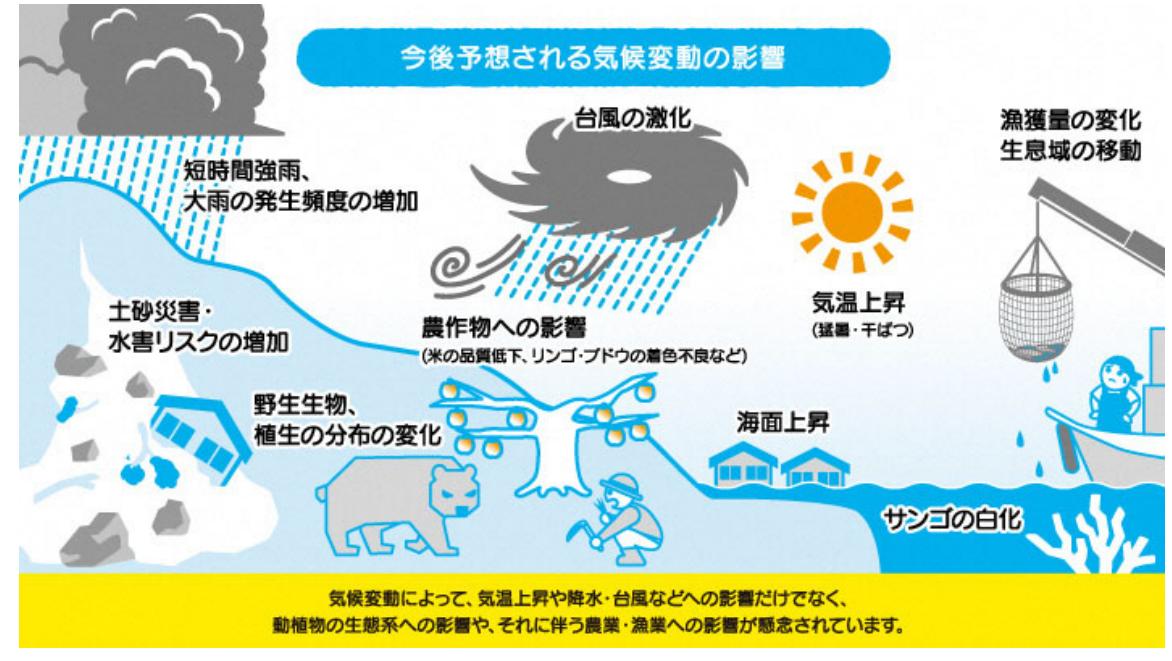 今後予想される気候変動の影響
台風の激化
漁獲量の変化
生息域の移動
短時間強雨、
大雨の発生頻度の増加
気温上昇
(猛暑・干ばつ)
土砂災害・
水害リスクの増加
農作物への影響
(米の品質低下、リンゴ・ブドウの着色不良など)
野生生物、
植生の分布の変化
海面上昇
サンゴの白化
気候変動によって、気温上昇や降水・台風などへの影響だけでなく、
動植物の生態系への影響や、それに伴う農業・漁業への影響が懸念されています。